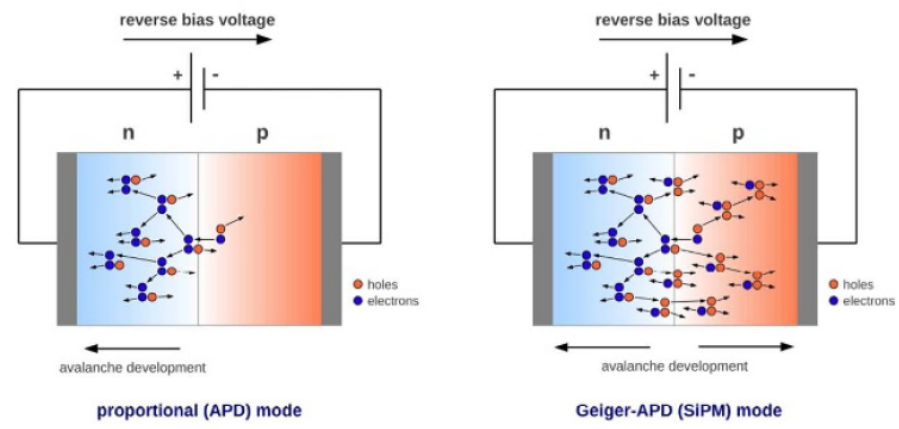 reverse bias voltage
+ -
n p
holes
electrons
avalanche development
proportional (APD) mode
reverse bias voltage
+ -
n p
holes
electrons
avalanche development
Geiger-APD (SiPM) mode